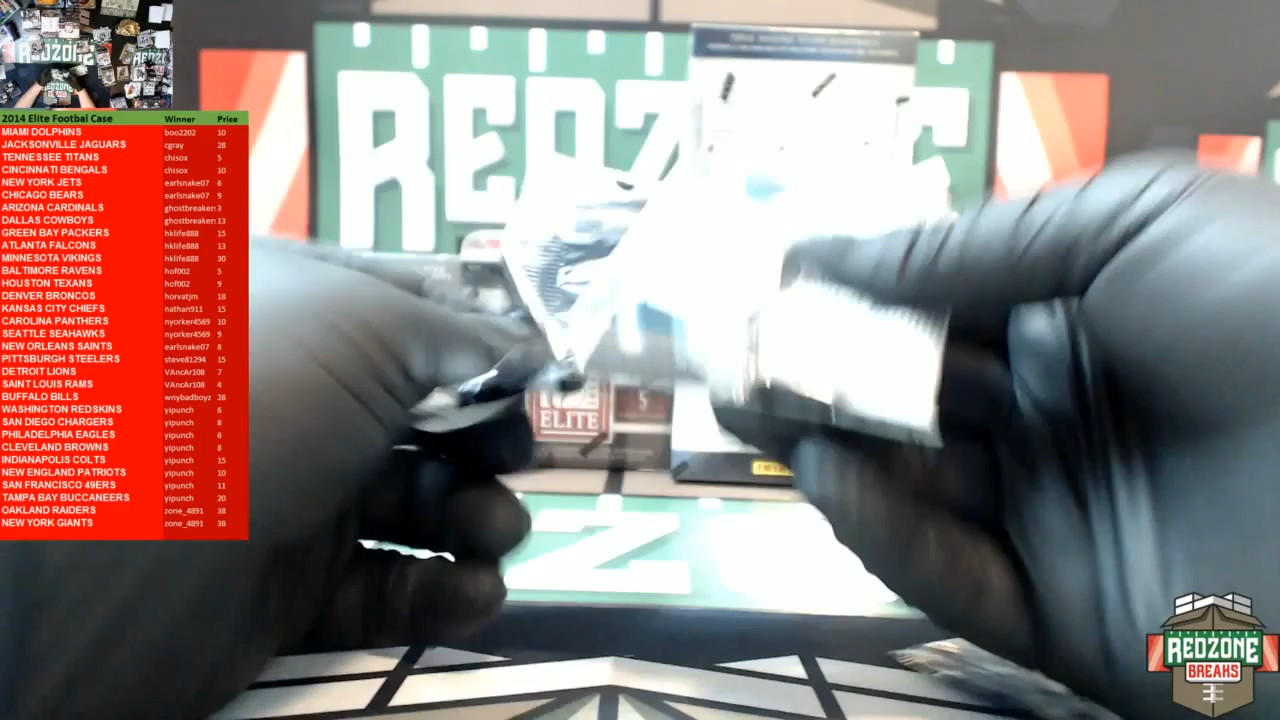 REDZONE
REDZ
2014 Elite Footbal Case Winner Price
MIAMI DOLPHINS boo2202 10
JACKSONVILLE JAGUARS cgray 28
TENNESSEE TITANS chisox 5
CINCINNATI BENGALS chisox 10
NEW YORK JETS earlsnake07 6
CHICAGO BEARS earlsnake07 9
ARIZONA CARDINALS ghostbreaker 3
DALLAS COWBOYS ghostbreaker 13
GREEN BAY PACKERS hklife888 15
ATLANTA FALCONS hklife888 13
MINNESOTA VIKINGS hklife888 30
BALTIMORE RAVENS hof002 5
HOUSTON TEXANS hof002 9
DENVER BRONCOS horvatjm 18
KANSAS CITY CHIEFS nathan911 15
CAROLINA PANTHERS nyorker4569 10
SEATTLE SEAHAWKS nyorker4569 9
NEW ORLEANS SAINTS earlsnake07 8
PITTSBURGH STEELERS steve81294 15
DETROIT LIONS VAncAr108 7
SAINT LOUIS RAMS VAncAr108 4
BUFFALO BILLS wnybadboyz 28
WASHINGTON REDSKINS yipunch 6
SAN DIEGO CHARGERS yipunch 8
PHILADELPHIA EAGLES yipunch 6
CLEVELAND BROWNS yipunch 8
INDIANAPOLIS COLTS yipunch 15
NEW ENGLAND PATRIOTS yipunch 10
SAN FRANCISCO 49ERS yipunch 11
TAMPA BAY BUCCANEERS yipunch 20
OAKLAND RAIDERS zone_4891 38
NEW YORK GIANTS zone_4891 38
ELITE
5
Z
REDZONE
BREAKS